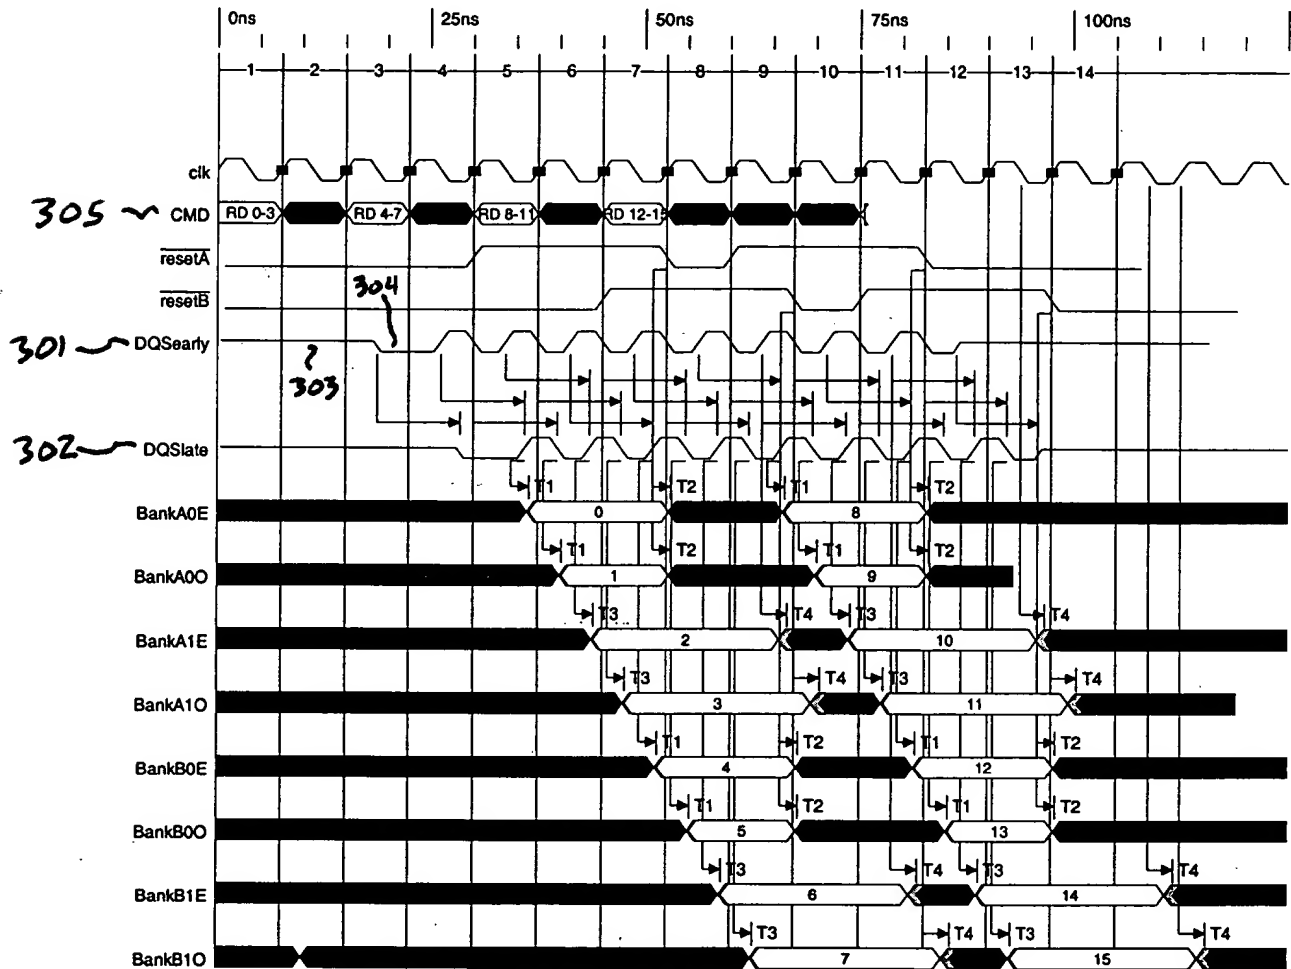 0ns 25ns 50ns 75ns 100ns
1 2 3 4 5 6 7 8 9 10 11 12 13 14
clk
305 CMD RD 0-3 RD 4-7 RD 8-11 RD 12-15
resetA
304
resetB
301 DQSearly
303
302 DQSlate
T1 T2 T1 T2
BankA0E 0 8
T1 T2 T1 T2
BankA0O 1 9
T3 T4 T3 T4
BankA1E 2 10
T3 T4 T3 T4
BankA1O 3 11
T1 T2 T1 T2
BankB0E 4 12
T1 T2 T1 T2
BankB0O 5 13
T3 T4 T3 T4
BankB1E 6 14
T3 T4 T3 T4
BankB1O 7 15